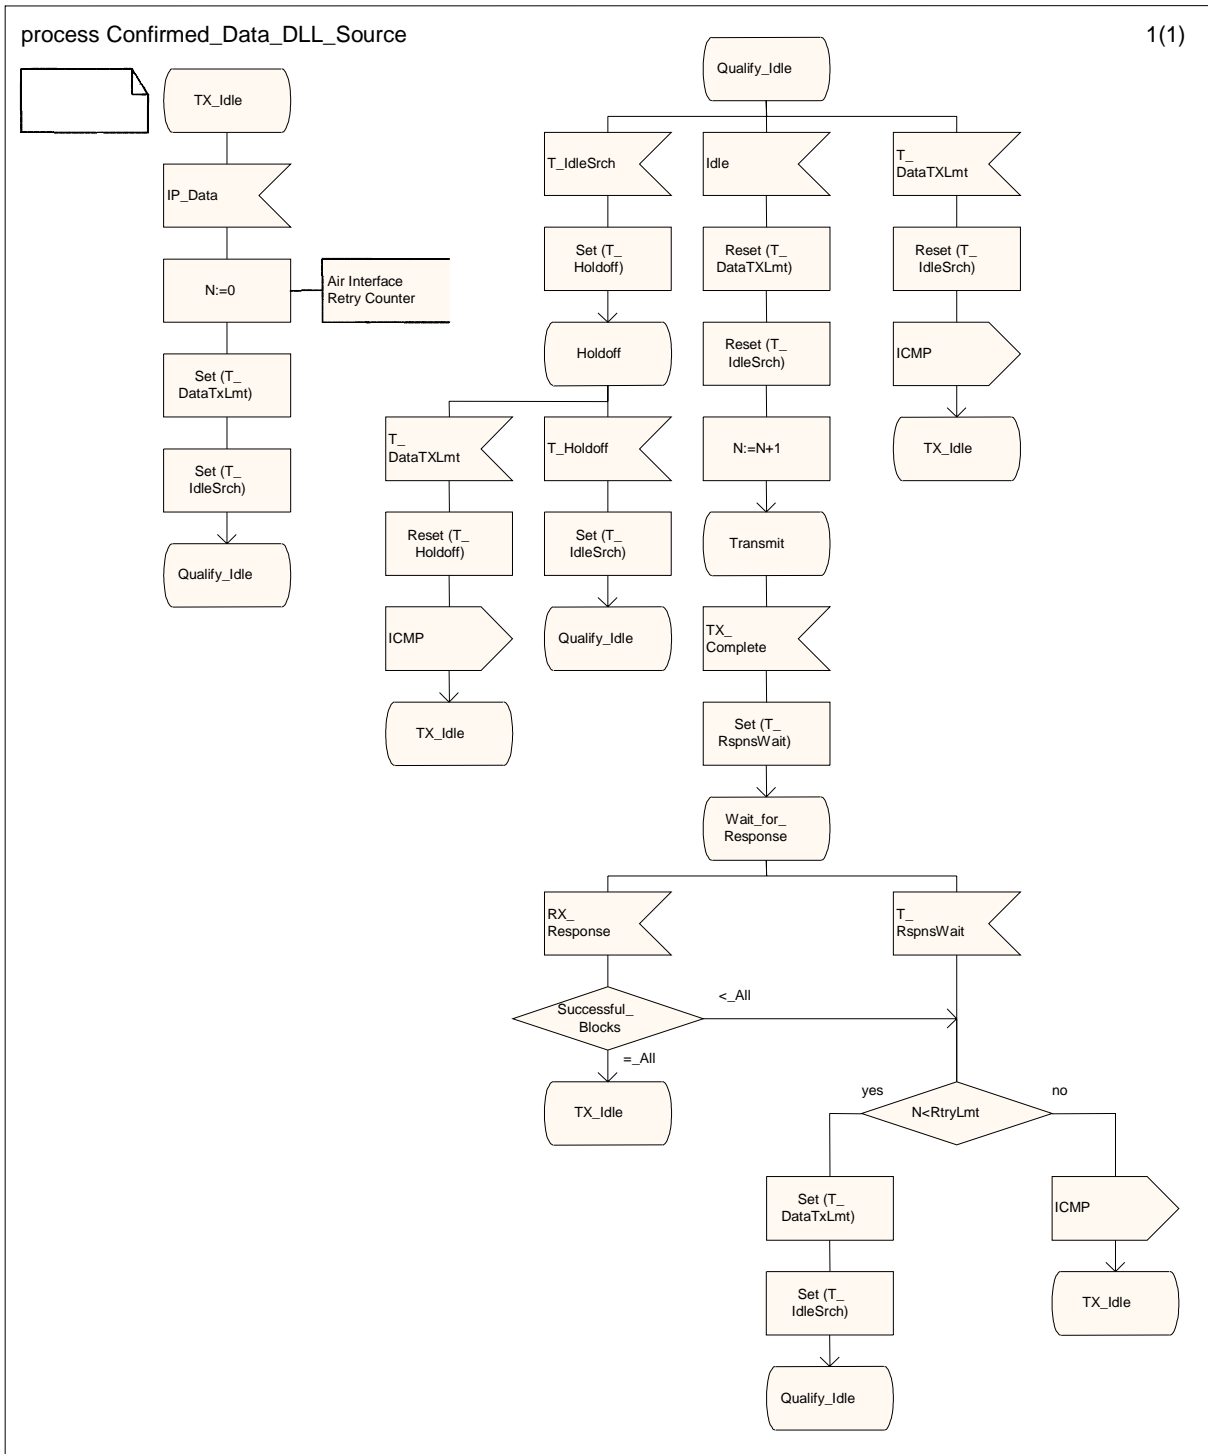 process Confirmed_Data_DLL_Source
1(1)
TX_Idle
IP_Data
N:=0
Air Interface
Retry Counter
Set (T_
DataTxLmt)
Set (T_
IdleSrch)
Qualify_Idle
Qualify_Idle
T_IdleSrch
Set (T_
Holdoff)
Holdoff
T_
DataTXLmt
Reset (T_
Holdoff)
ICMP
TX_Idle
T_Holdoff
Set (T_
IdleSrch)
Qualify_Idle
Idle
Reset (T_
DataTXLmt)
Reset (T_
IdleSrch)
N:=N+1
Transmit
TX_
Complete
Set (T_
RspnsWait)
Wait_for_
Response
T_
DataTXLmt
Reset (T_
IdleSrch)
ICMP
TX_Idle
RX_
Response
Successful_
Blocks
<_All
=_All
TX_Idle
T_
RspnsWait
yes
no
N<RtryLmt
Set (T_
DataTxLmt)
Set (T_
IdleSrch)
Qualify_Idle
ICMP
TX_Idle